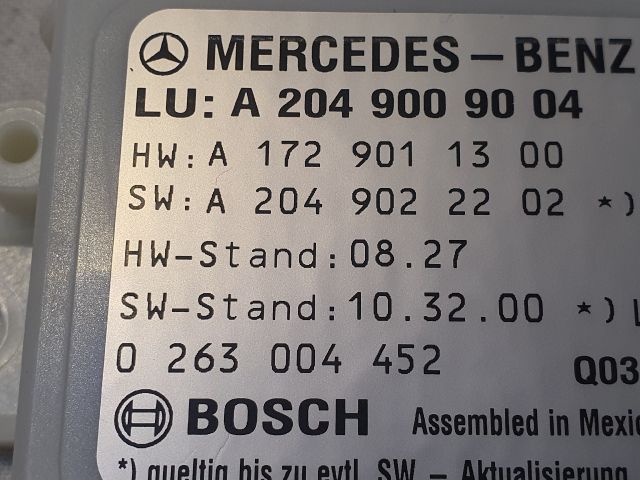 MERCEDES-BENZ
LU: A 204 900 90 04
HW: A 172 901 13 00
SW: A 204 902 22 02 *)
HW-Stand: 08.27
SW-Stand: 10.32.00 *)
0 263 004 452 Q03
BOSCH Assembled in Mexico
*) gueltig bis zu evtl. SW - Aktualisierung